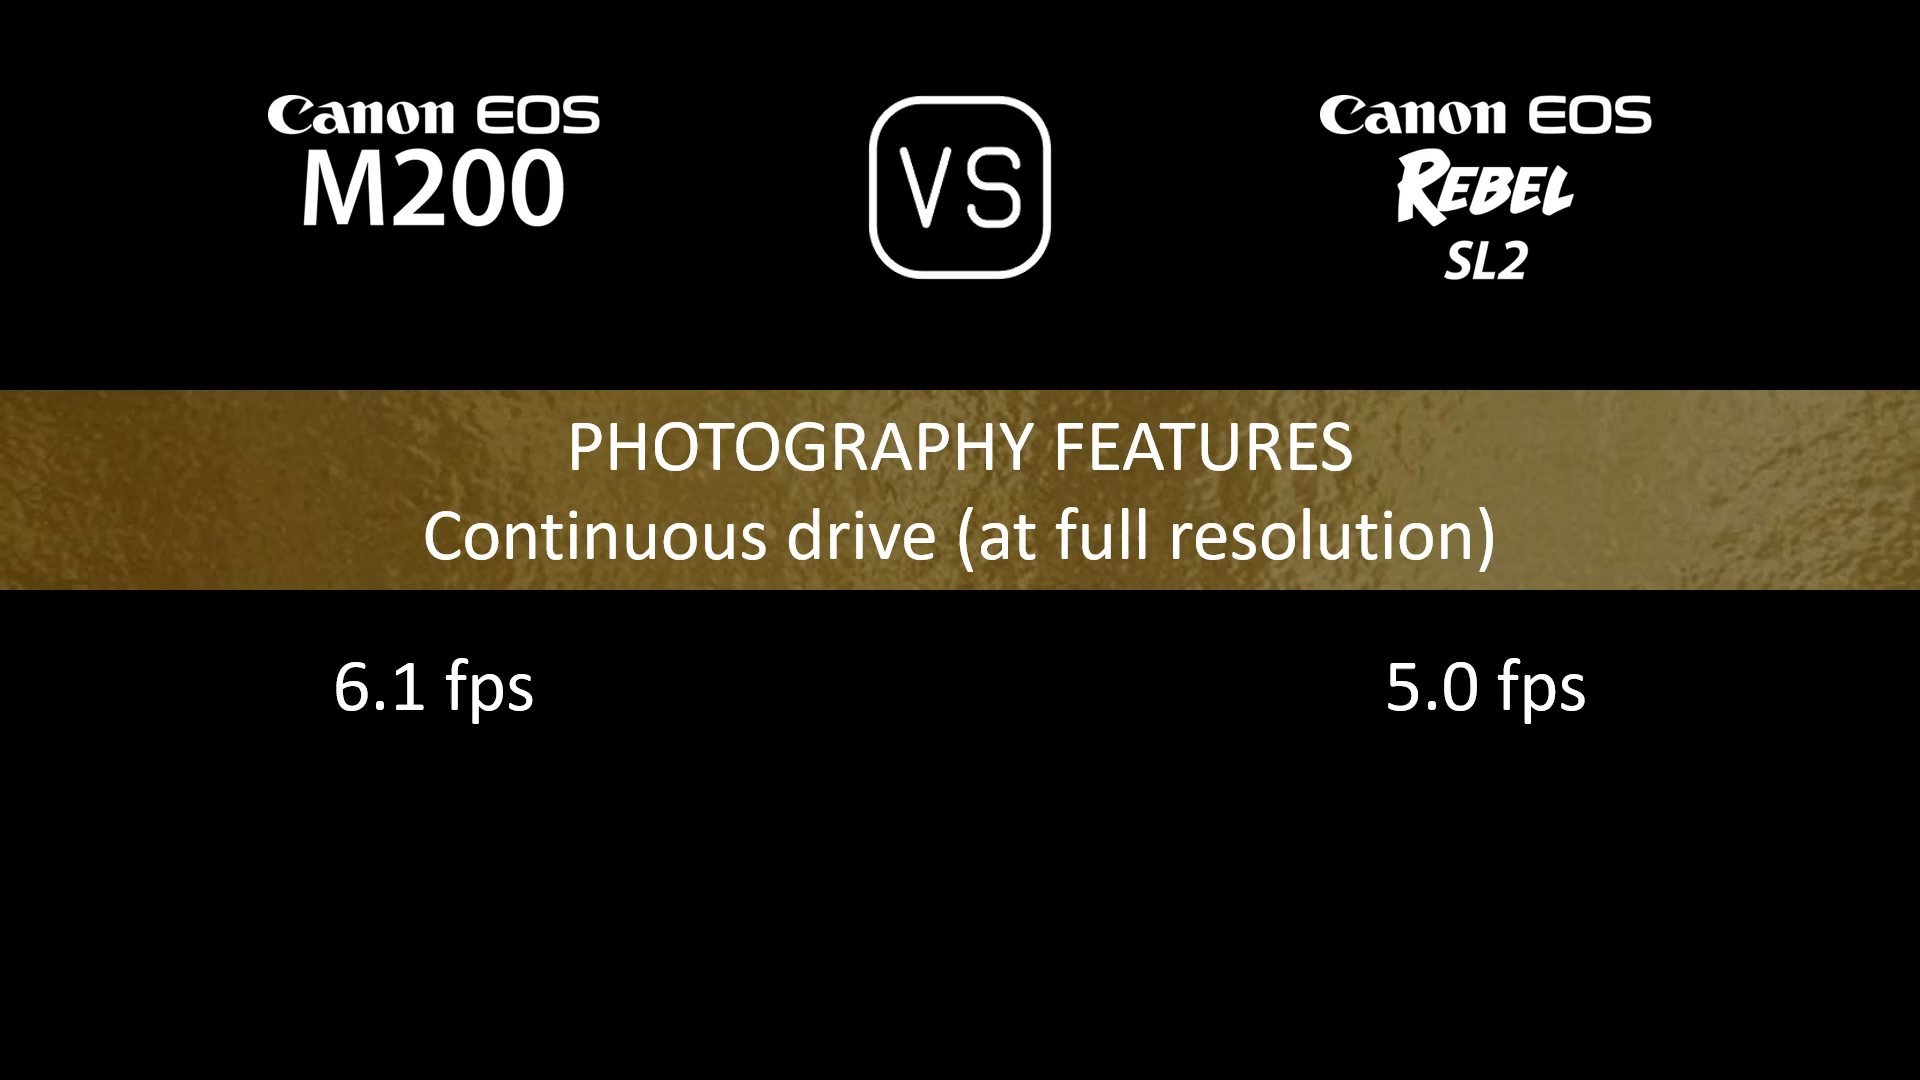 Canon EOS
M200
VS
Canon EOS
REBEL
SL2
PHOTOGRAPHY FEATURES
Continuous drive (at full resolution)
6.1 fps
5.0 fps